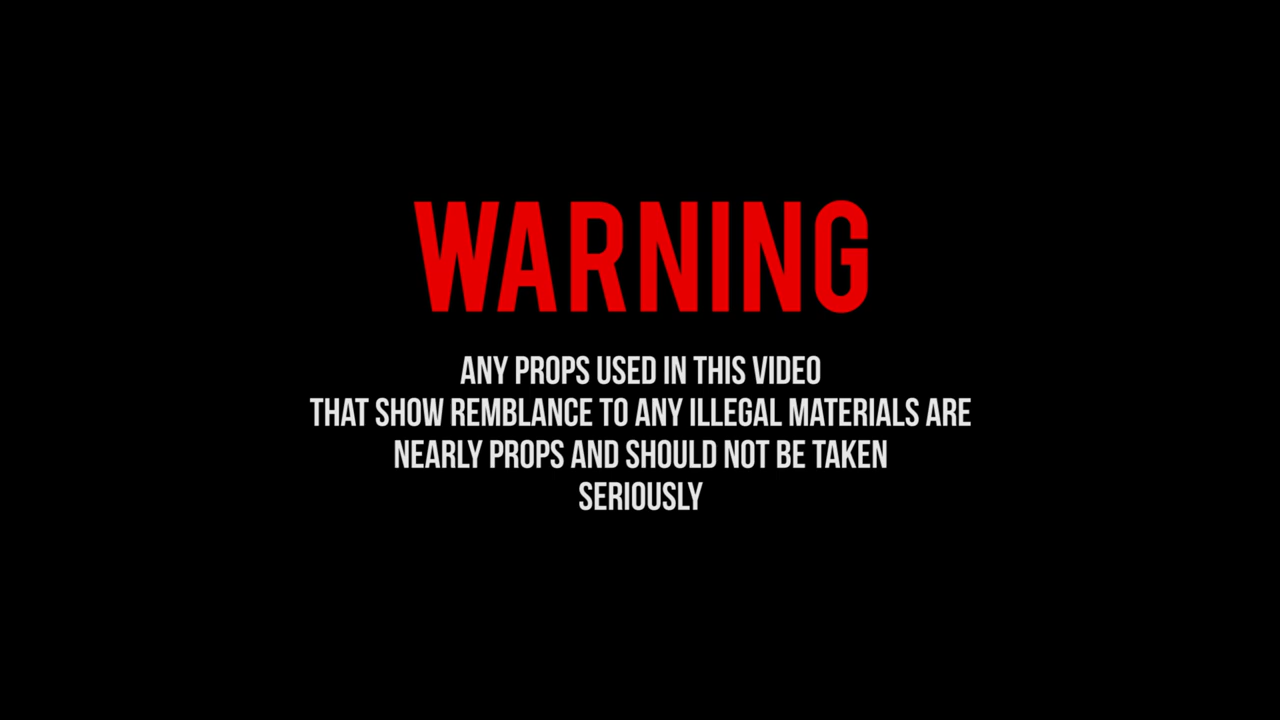 WARNING
ANY PROPS USED IN THIS VIDEO
THAT SHOW REMBLANCE TO ANY ILLEGAL MATERIALS ARE
NEARLY PROPS AND SHOULD NOT BE TAKEN
SERIOUSLY